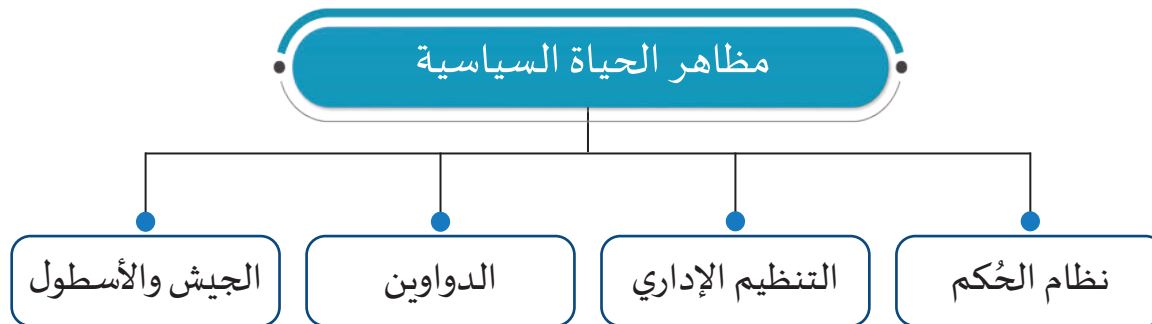 مظاهر الحياة السياسية
نظام الحُكم
التنظيم الإداري
الدواوين
الجيش والأسطول